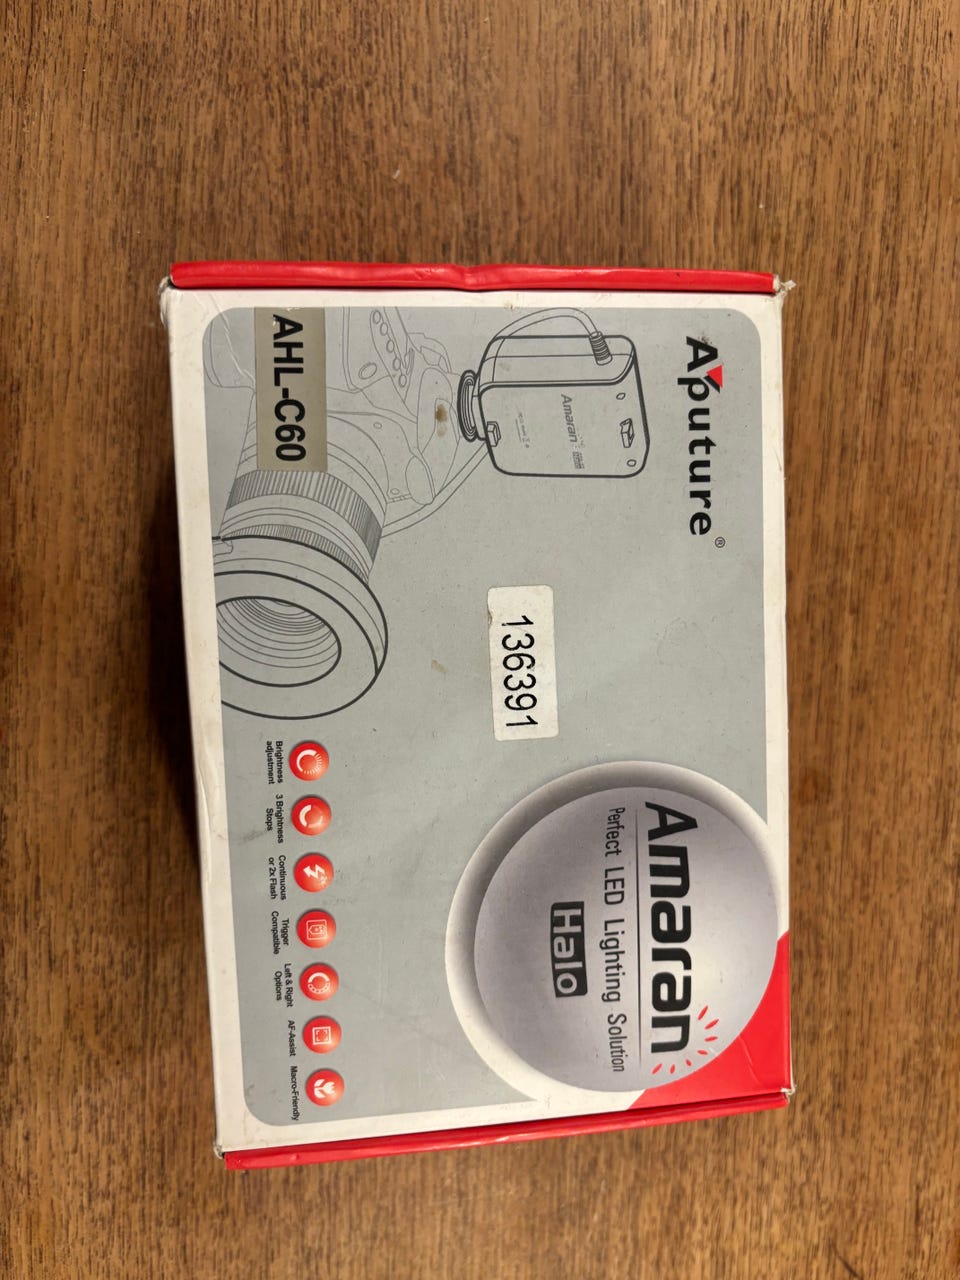 Aputure®
Amaran
136391
AHL-C60
Amaran
Perfect LED Lighting Solution
Halo
Brightness
adjustment
3 Brightness
Stops
Continuous
or 2x Flash
Trigger
Compatible
Left & Right
Options
AF-Assist
Macro-Friendly